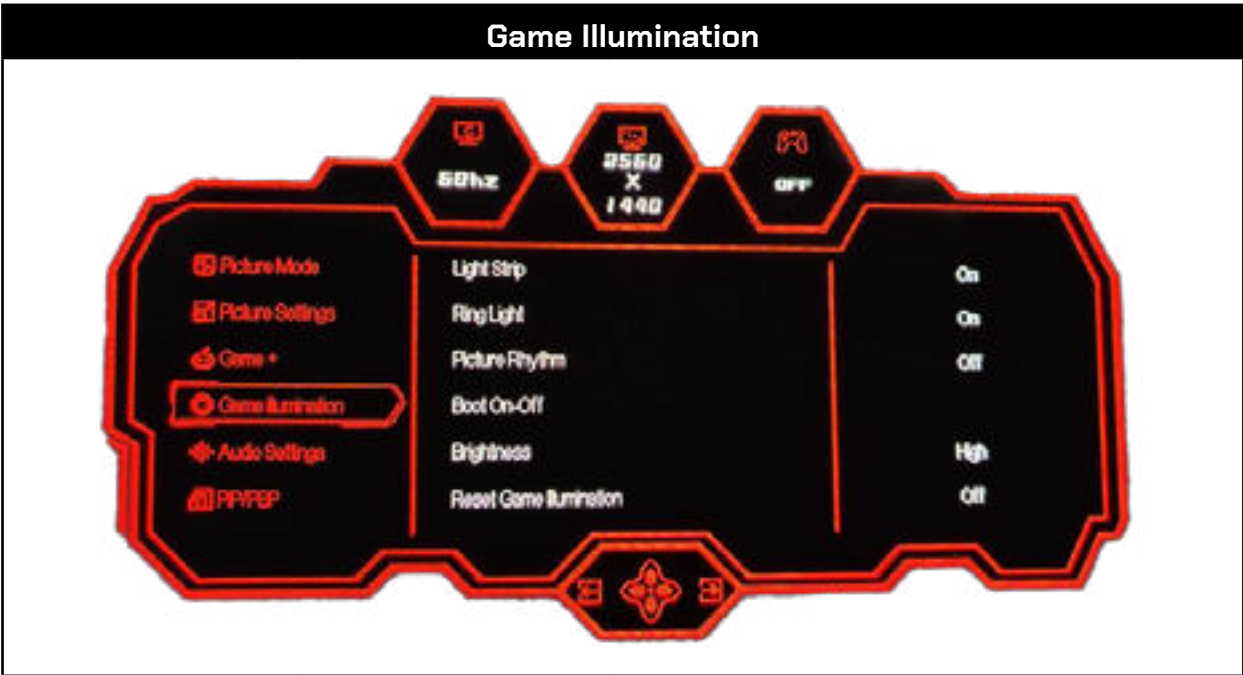 Game Illumination
60hz
2560
X
1440
OFF
Picture Mode
Picture Settings
Game +
Game Illumination
Audio Settings
PIP/PBP
Light Strip
On
Ring Light
On
Picture Rhythm
Off
Boot On-Off
Brightness
High
Reset Game Illumination
Off